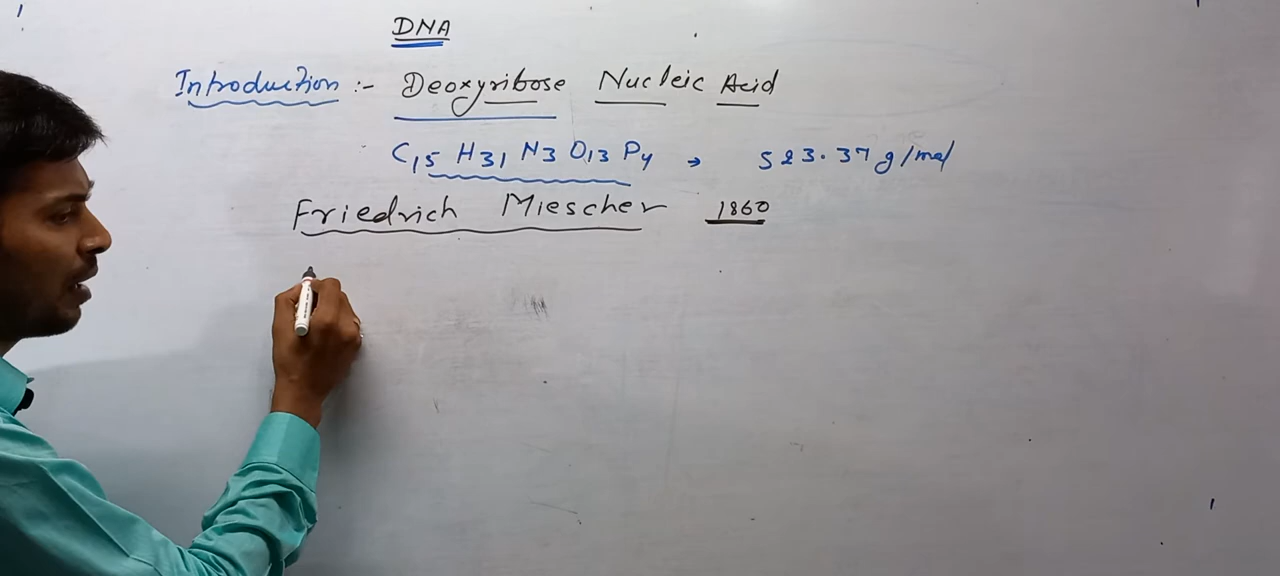 DNA
Introduction :- Deoxyribose Nucleic Acid
C15 H31 N3 O13 P4 → 523.37 g/mol
Friedrich Miescher 1860